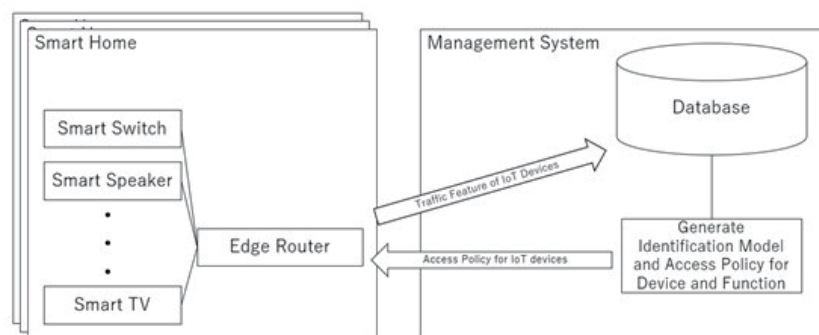 Smart Home
Smart Switch
Smart Speaker
Smart TV
Edge Router
Traffic Feature of IoT Devices
Access Policy for IoT devices
Management System
Database
Generate
Identification Model
and Access Policy for
Device and Function